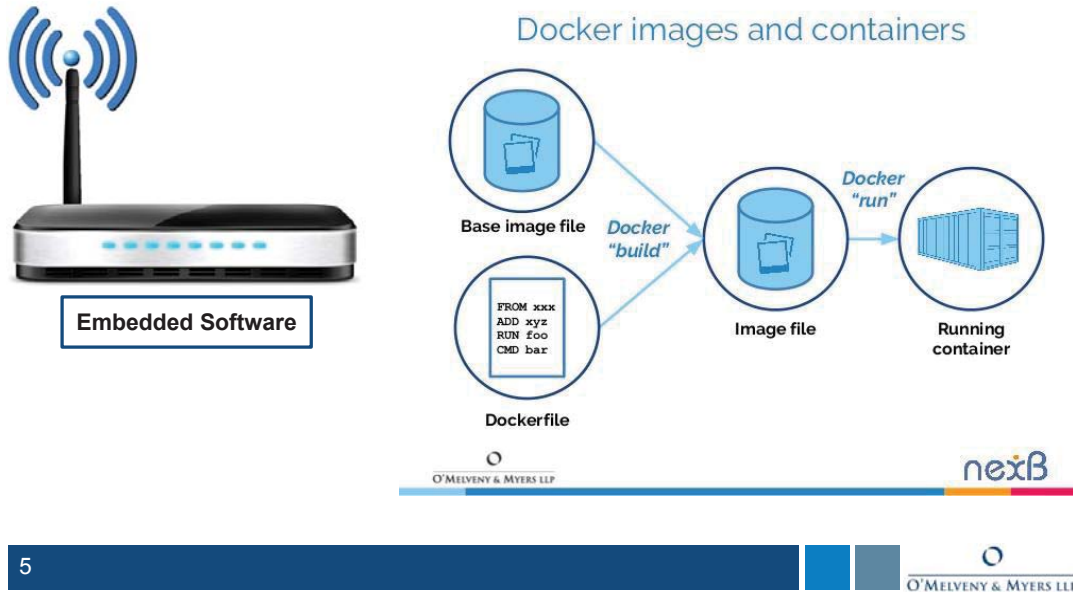 Docker images and containers
Base image file
Docker
"build"
Docker
"run"
FROM xxx
ADD xyz
RUN foo
CMD bar
Dockerfile
Image file
Running
container
Embedded Software
O'MELVENY & MYERS LLP
nexB
5
O'MELVENY & MYERS LLP